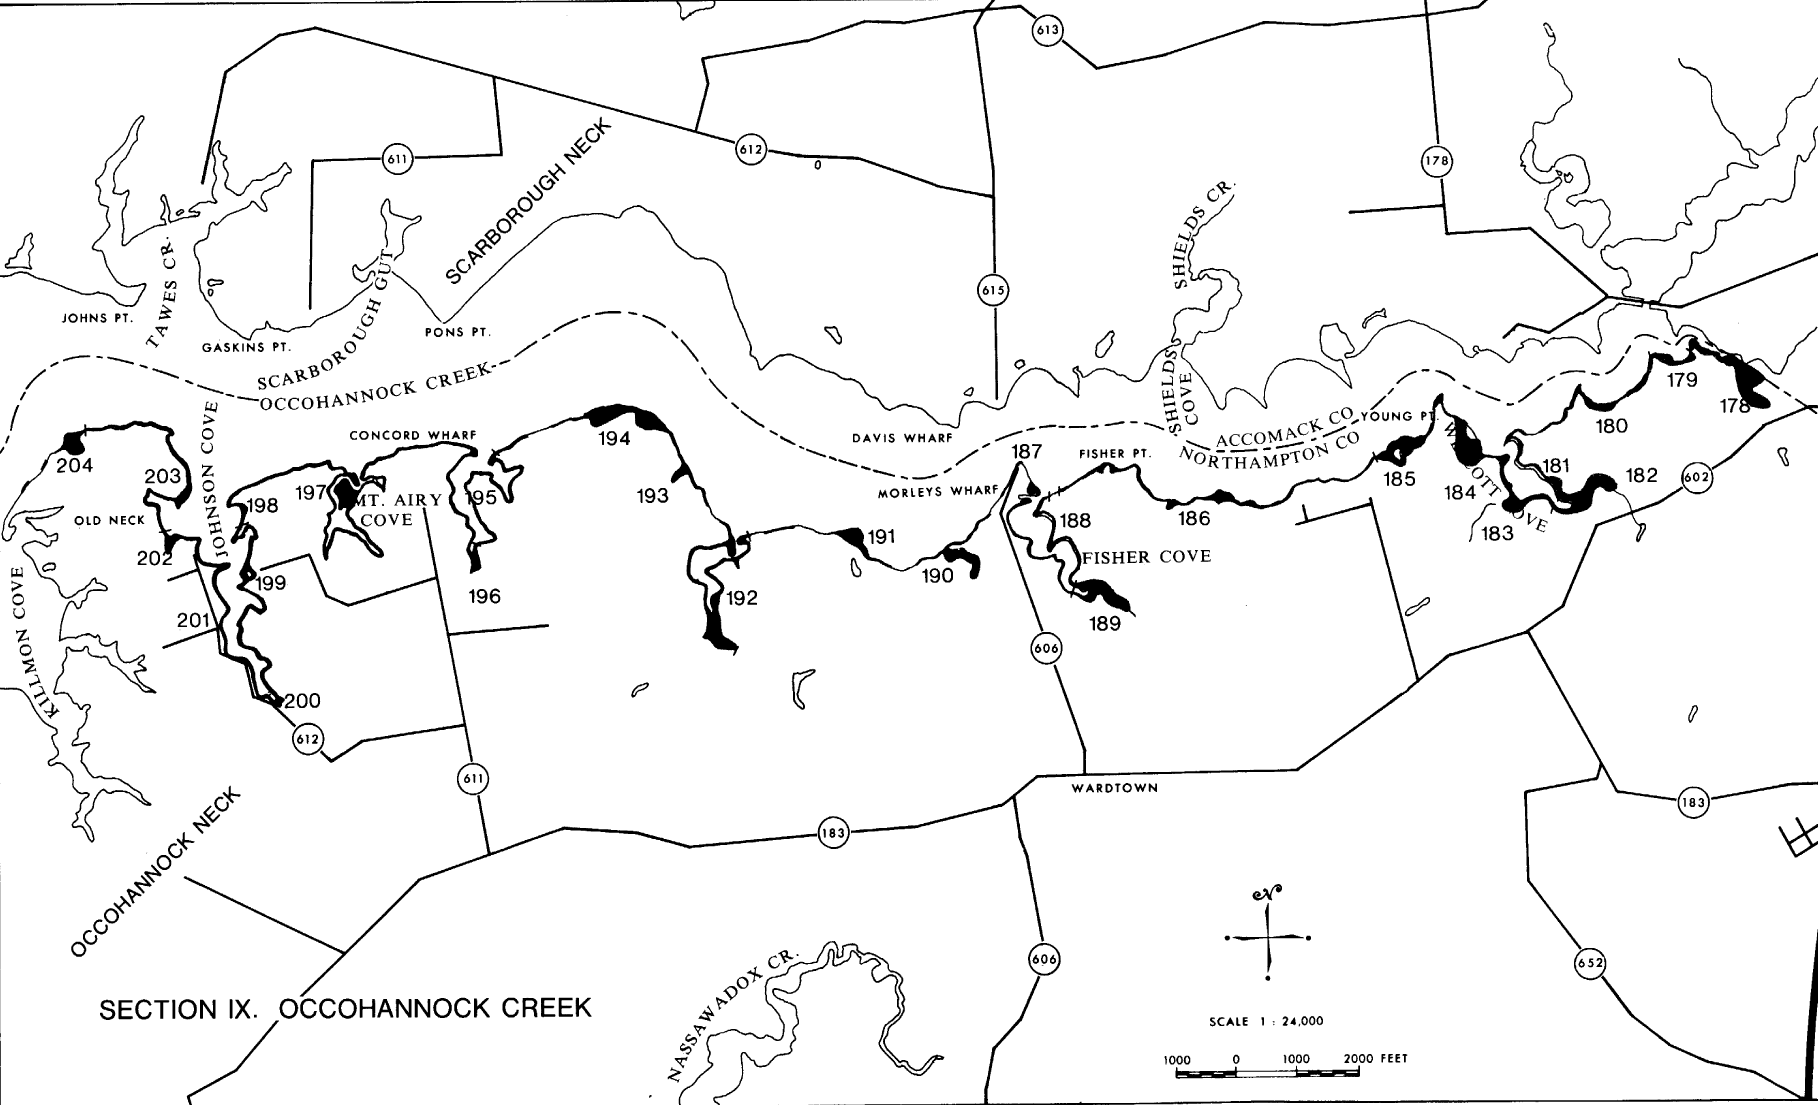 613
611
612
178
SCARBOROUGH NECK
SHIELDS CR.
615
JOHNS PT.
TAWES CR.
GASKINS PT.
SCARBOROUGH GUT
PONS PT.
OCCOHANNOCK CREEK
SHIELDS COVE
179
178
180
ACCOMACK CO
YOUNG PT.
NORTHAMPTON CO
DAVIS WHARF
CONCORD WHARF
194
204
203
JOHNSON COVE
187
FISHER PT.
MORLEYS WHARF
185
184
181
182
602
183
OTT
OVE
186
188
FISHER COVE
193
195
197
MT. AIRY
COVE
198
OLD NECK
202
199
191
190
189
192
196
201
200
KILLMON COVE
612
611
606
WARDTOWN
183
183
OCCOHANNOCK NECK
N
606
652
NASSAWADOX CR.
SECTION IX. OCCOHANNOCK CREEK
SCALE 1 : 24,000
1000 0 1000 2000 FEET